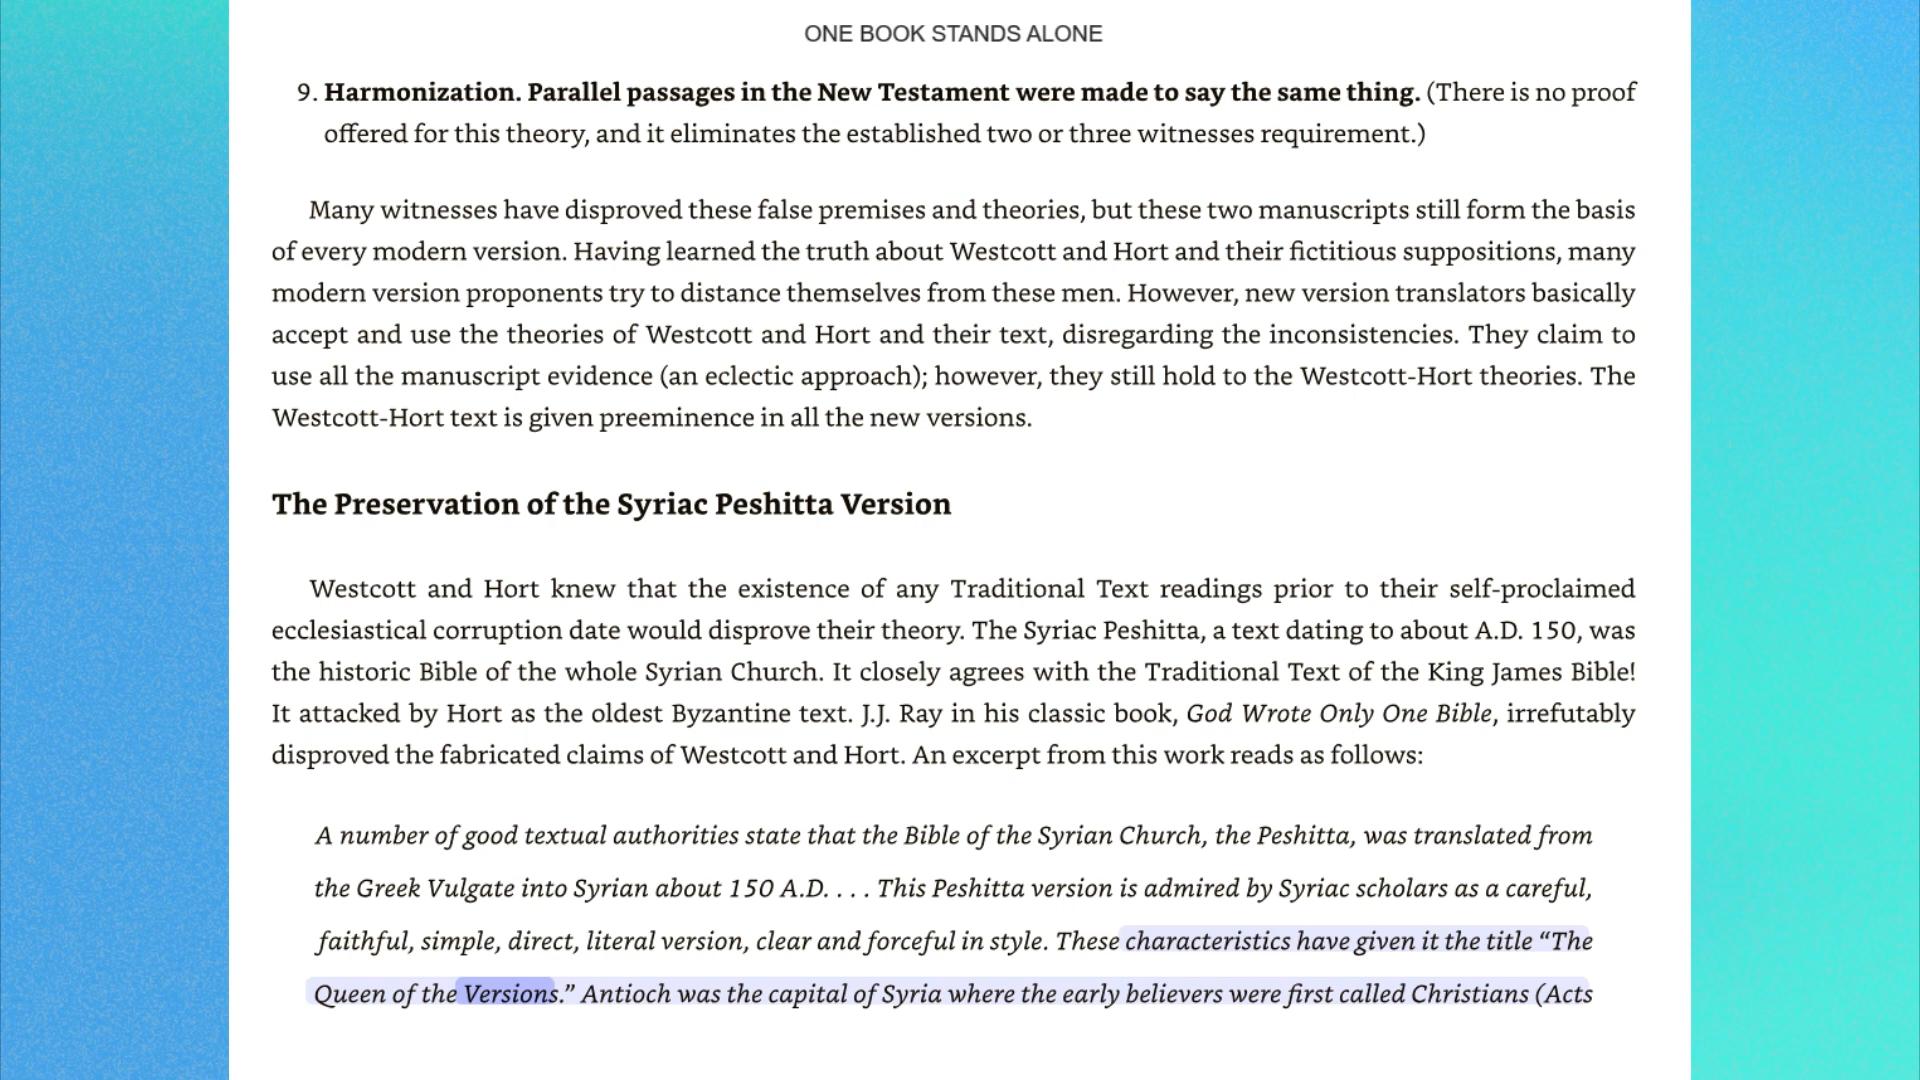 ONE BOOK STANDS ALONE
9. Harmonization. Parallel passages in the New Testament were made to say the same thing. (There is no proof
offered for this theory, and it eliminates the established two or three witnesses requirement.)
Many witnesses have disproved these false premises and theories, but these two manuscripts still form the basis
of every modern version. Having learned the truth about Westcott and Hort and their fictitious suppositions, many
modern version proponents try to distance themselves from these men. However, new version translators basically
accept and use the theories of Westcott and Hort and their text, disregarding the inconsistencies. They claim to
use all the manuscript evidence (an eclectic approach); however, they still hold to the Westcott-Hort theories. The
Westcott-Hort text is given preeminence in all the new versions.
The Preservation of the Syriac Peshitta Version
Westcott and Hort knew that the existence of any Traditional Text readings prior to their self-proclaimed
ecclesiastical corruption date would disprove their theory. The Syriac Peshitta, a text dating to about A.D. 150, was
the historic Bible of the whole Syrian Church. It closely agrees with the Traditional Text of the King James Bible!
It attacked by Hort as the oldest Byzantine text. J.J. Ray in his classic book, God Wrote Only One Bible, irrefutably
disproved the fabricated claims of Westcott and Hort. An excerpt from this work reads as follows:
A number of good textual authorities state that the Bible of the Syrian Church, the Peshitta, was translated from
the Greek Vulgate into Syrian about 150 A.D. . . . This Peshitta version is admired by Syriac scholars as a careful,
faithful, simple, direct, literal version, clear and forceful in style. These characteristics have given it the title “The
Queen of the Versions.” Antioch was the capital of Syria where the early believers were first called Christians (Acts